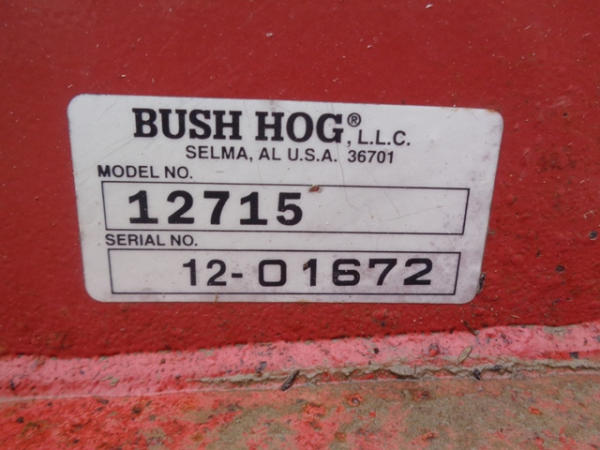 BUSH HOG®, L.L.C.
SELMA, AL U.S.A. 36701
MODEL NO.
12715
SERIAL NO.
12-01672